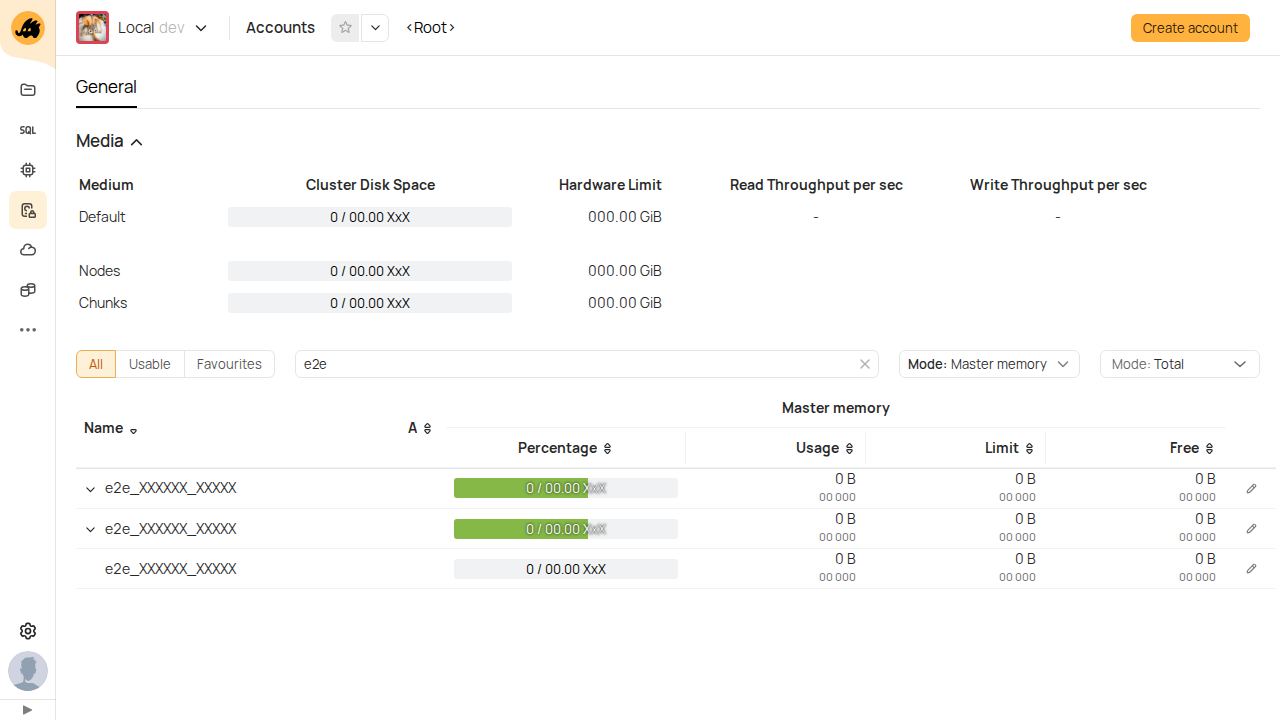 Local dev Accounts <Root> Create account
SQL
General
Media
Medium Cluster Disk Space Hardware Limit Read Throughput per sec Write Throughput per sec
Default 0 / 00.00 XxX 000.00 GiB - -
Nodes 0 / 00.00 XxX 000.00 GiB
Chunks 0 / 00.00 XxX 000.00 GiB
All Usable Favourites e2e Mode: Master memory Mode: Total
Master memory
Name A
Percentage Usage Limit Free
e2e_XXXXXX_XXXXX 0 / 00.00 XxX 0 B 0 B 0 B
00 000 00 000 00 000
e2e_XXXXXX_XXXXX 0 / 00.00 XxX 0 B 0 B 0 B
00 000 00 000 00 000
e2e_XXXXXX_XXXXX 0 / 00.00 XxX 0 B 0 B 0 B
00 000 00 000 00 000